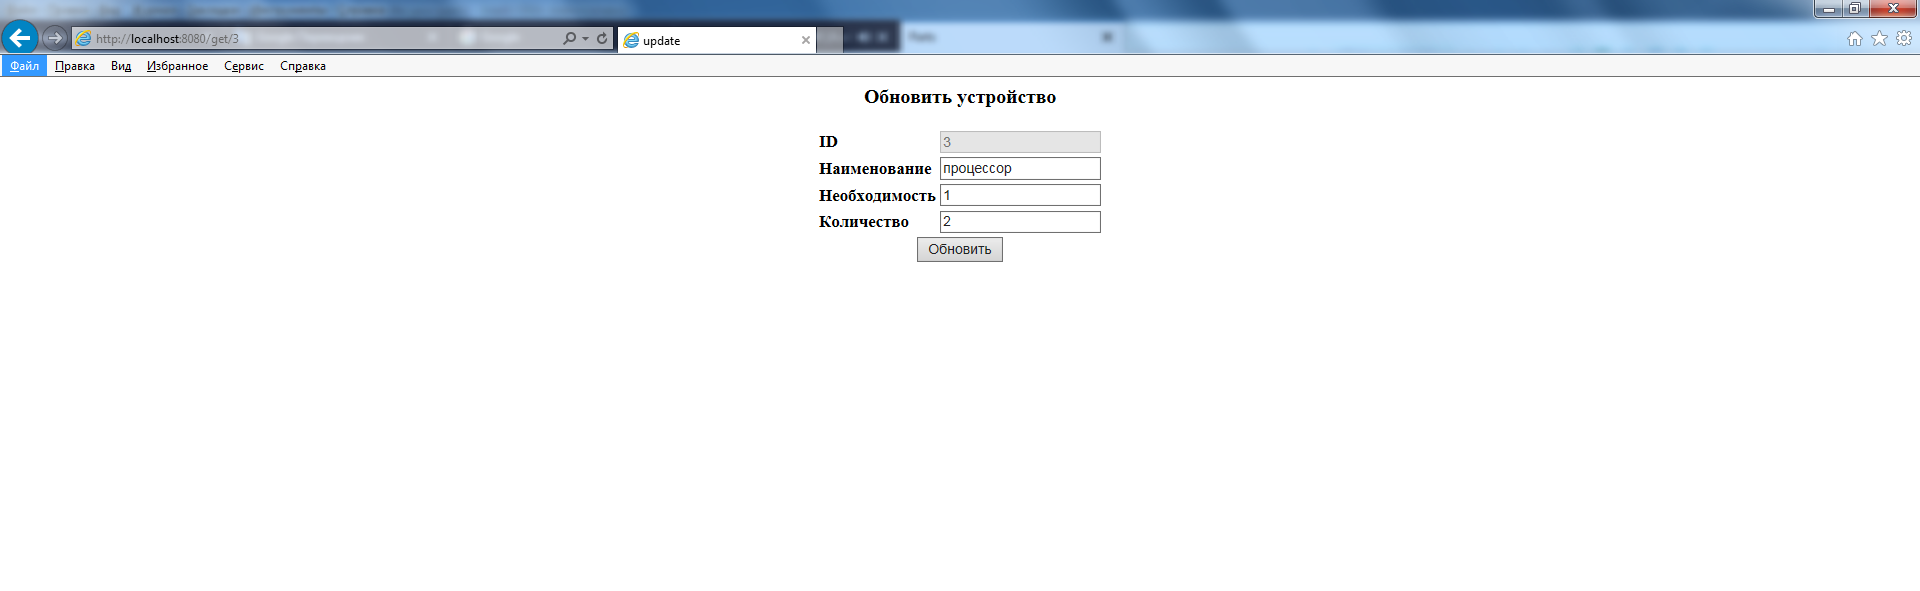 http://localhost:8080/get/3
update
Файл Правка Вид Избранное Сервис Справка
Обновить устройство
ID 3
Наименование процессор
Необходимость 1
Количество 2
Обновить